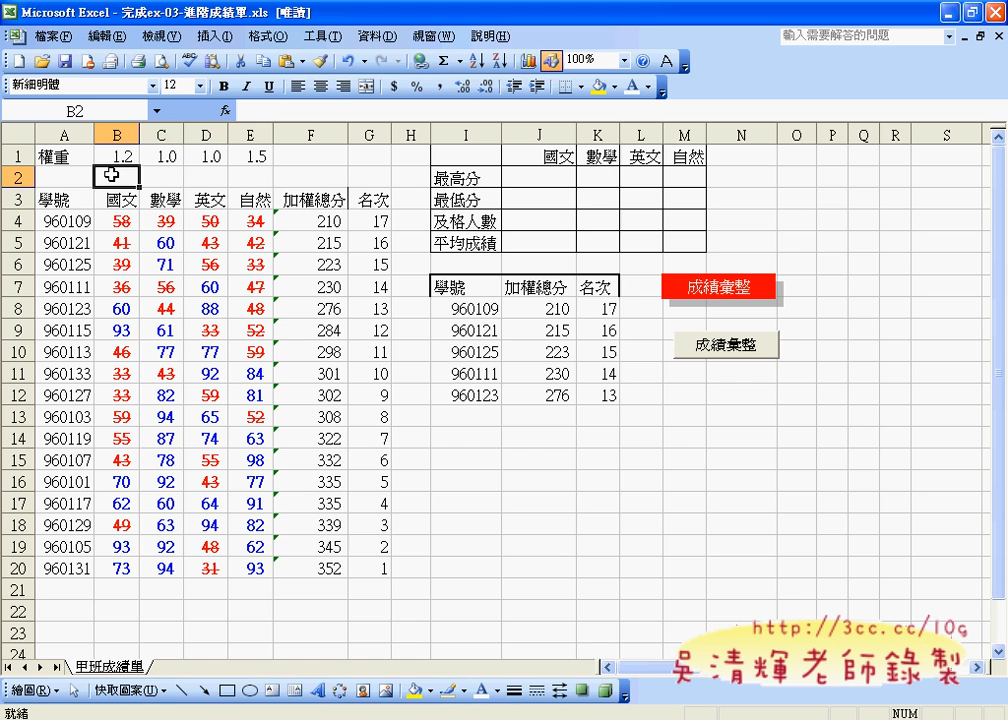 Microsoft Excel - 完成ex-03-進階成績單.xls [唯讀]
檔案(F) 編輯(E) 檢視(V) 插入(I) 格式(O) 工具(T) 資料(D) 視窗(W) 說明(H) 輸入需要解答的問題
100%
新細明體 12 B I U $ % ,
B2 fx
A B C D E F G H I J K L M N O P Q R S
1 權重 1.2 1.0 1.0 1.5 國文 數學 英文 自然
2 最高分
3 學號 國文 數學 英文 自然 加權總分 名次 最低分
4 960109 58 39 50 34 210 17 及格人數
5 960121 41 60 43 42 215 16 平均成績
6 960125 39 71 56 33 223 15
7 960111 36 56 60 47 230 14 學號 加權總分 名次 成績彙整
8 960123 60 44 88 48 276 13 960109 210 17
9 960115 93 61 33 52 284 12 960121 215 16
10 960113 46 77 77 59 298 11 960125 223 15 成績彙整
11 960133 33 43 92 84 301 10 960111 230 14
12 960127 33 82 59 81 302 9 960123 276 13
13 960103 59 94 65 52 308 8
14 960119 55 87 74 63 322 7
15 960107 43 78 55 98 332 6
16 960101 70 92 43 77 335 5
17 960117 62 60 64 91 335 4
18 960129 49 63 94 82 339 3
19 960105 93 92 48 62 345 2
20 960131 73 94 31 93 352 1
21
22
23
24
http://3cc.cc/10g
吳清輝老師錄製
甲班成績單
繪圖(R) 快取圖案(U)
就緒 NUM